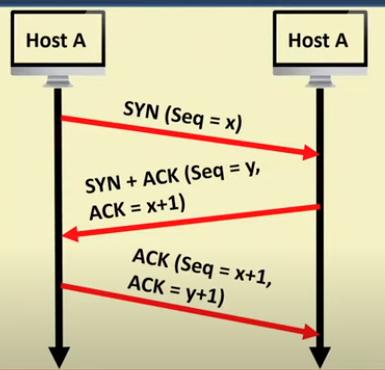 Host A
Host A
SYN (Seq = x)
SYN + ACK (Seq = y,
ACK = x+1)
ACK (Seq = x+1,
ACK = y+1)